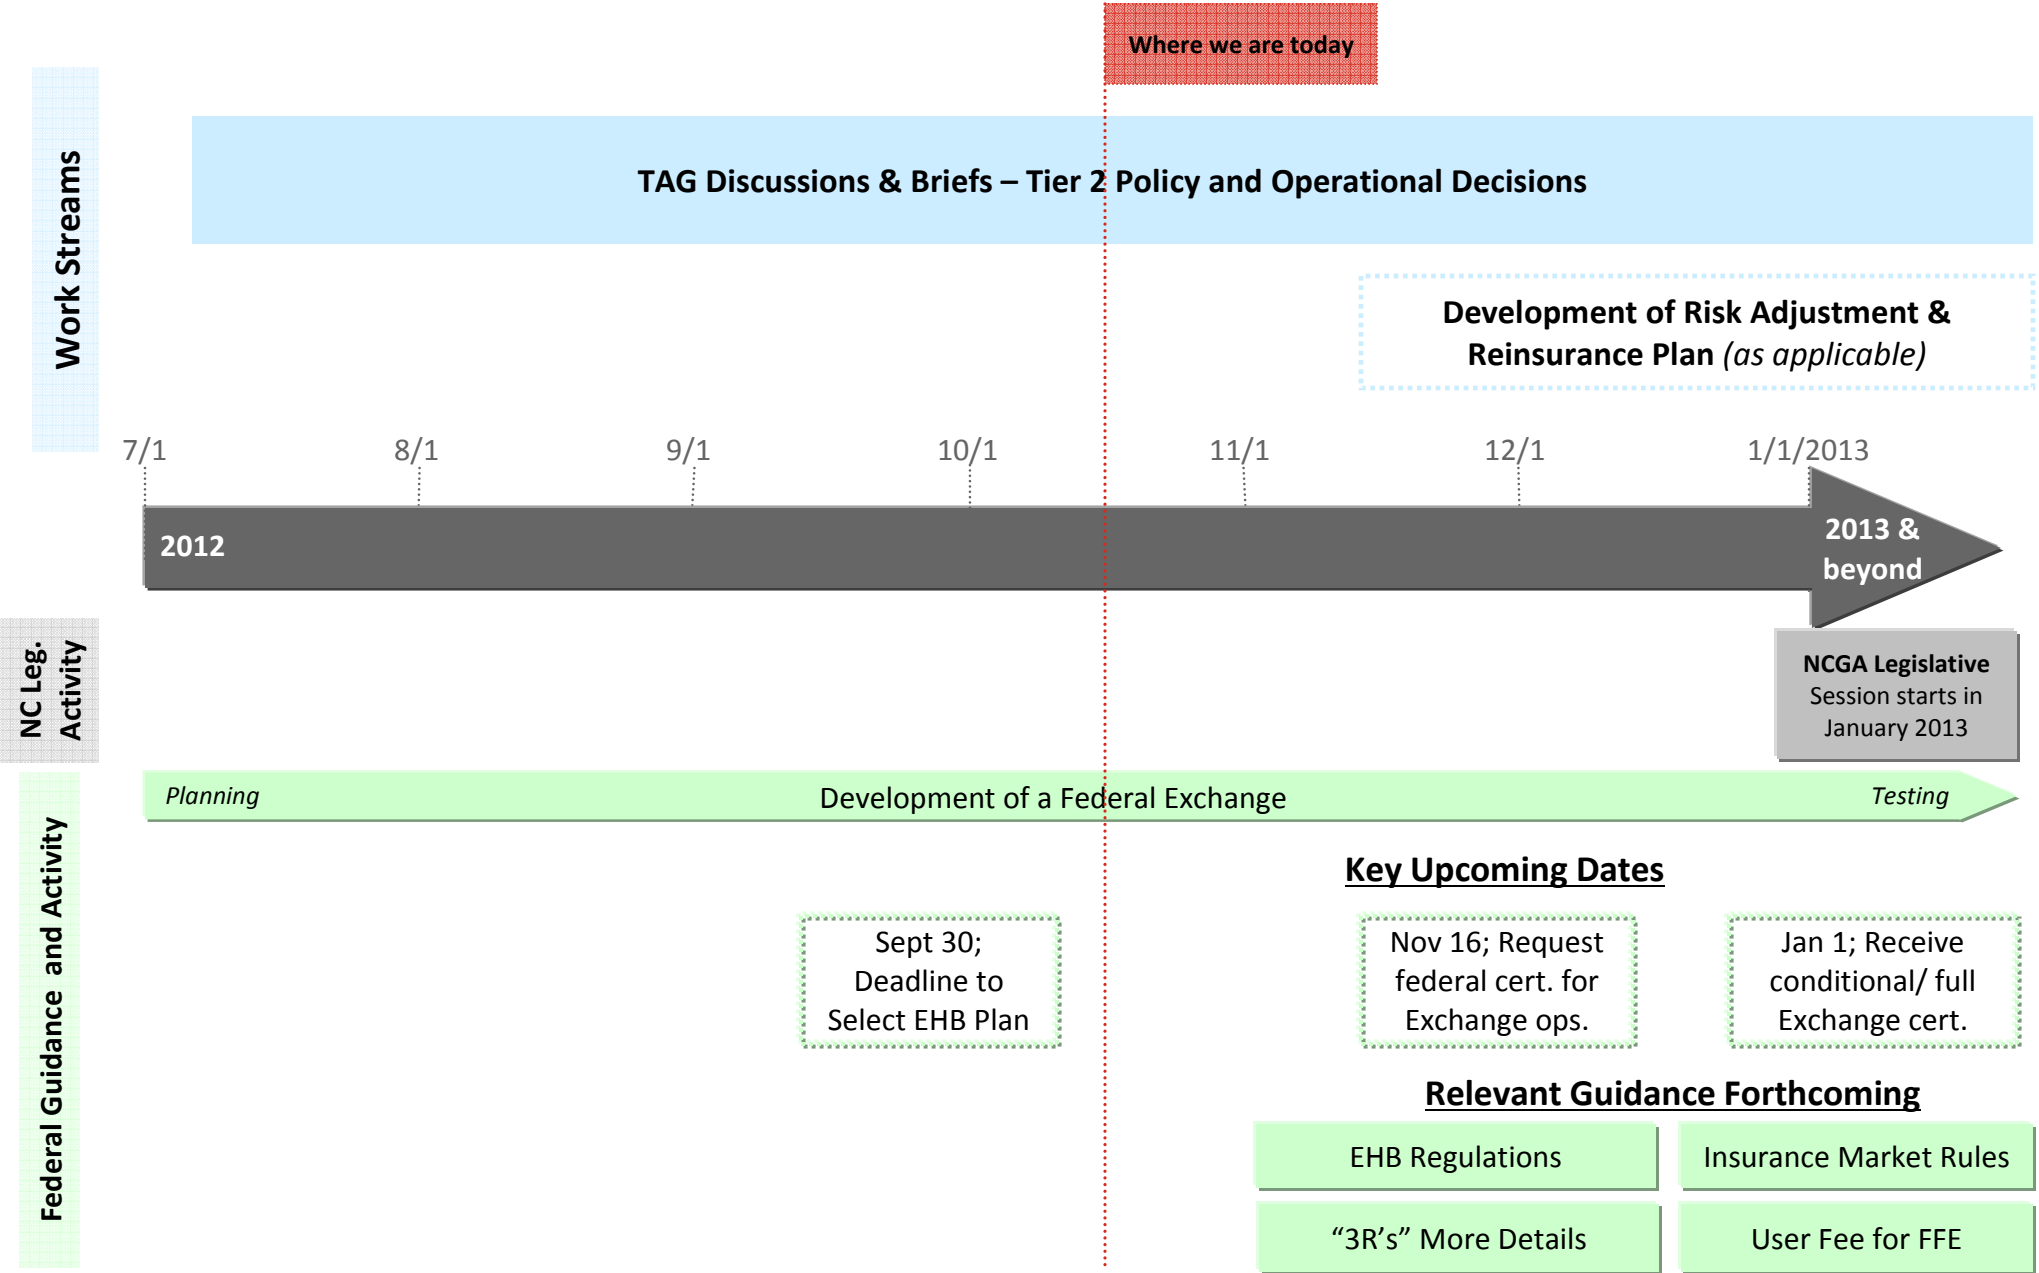 Where we are today
Work Streams
TAG Discussions & Briefs – Tier 2 Policy and Operational Decisions
Development of Risk Adjustment &
Reinsurance Plan (as applicable)
7/1
8/1
9/1
10/1
11/1
12/1
1/1/2013
2012
2013 &
beyond
NC Leg.
Activity
NCGA Legislative
Session starts in
January 2013
Federal Guidance and Activity
Planning
Development of a Federal Exchange
Testing
Key Upcoming Dates
Sept 30;
Deadline to
Select EHB Plan
Nov 16; Request
federal cert. for
Exchange ops.
Jan 1; Receive
conditional/ full
Exchange cert.
Relevant Guidance Forthcoming
EHB Regulations
Insurance Market Rules
“3R’s” More Details
User Fee for FFE